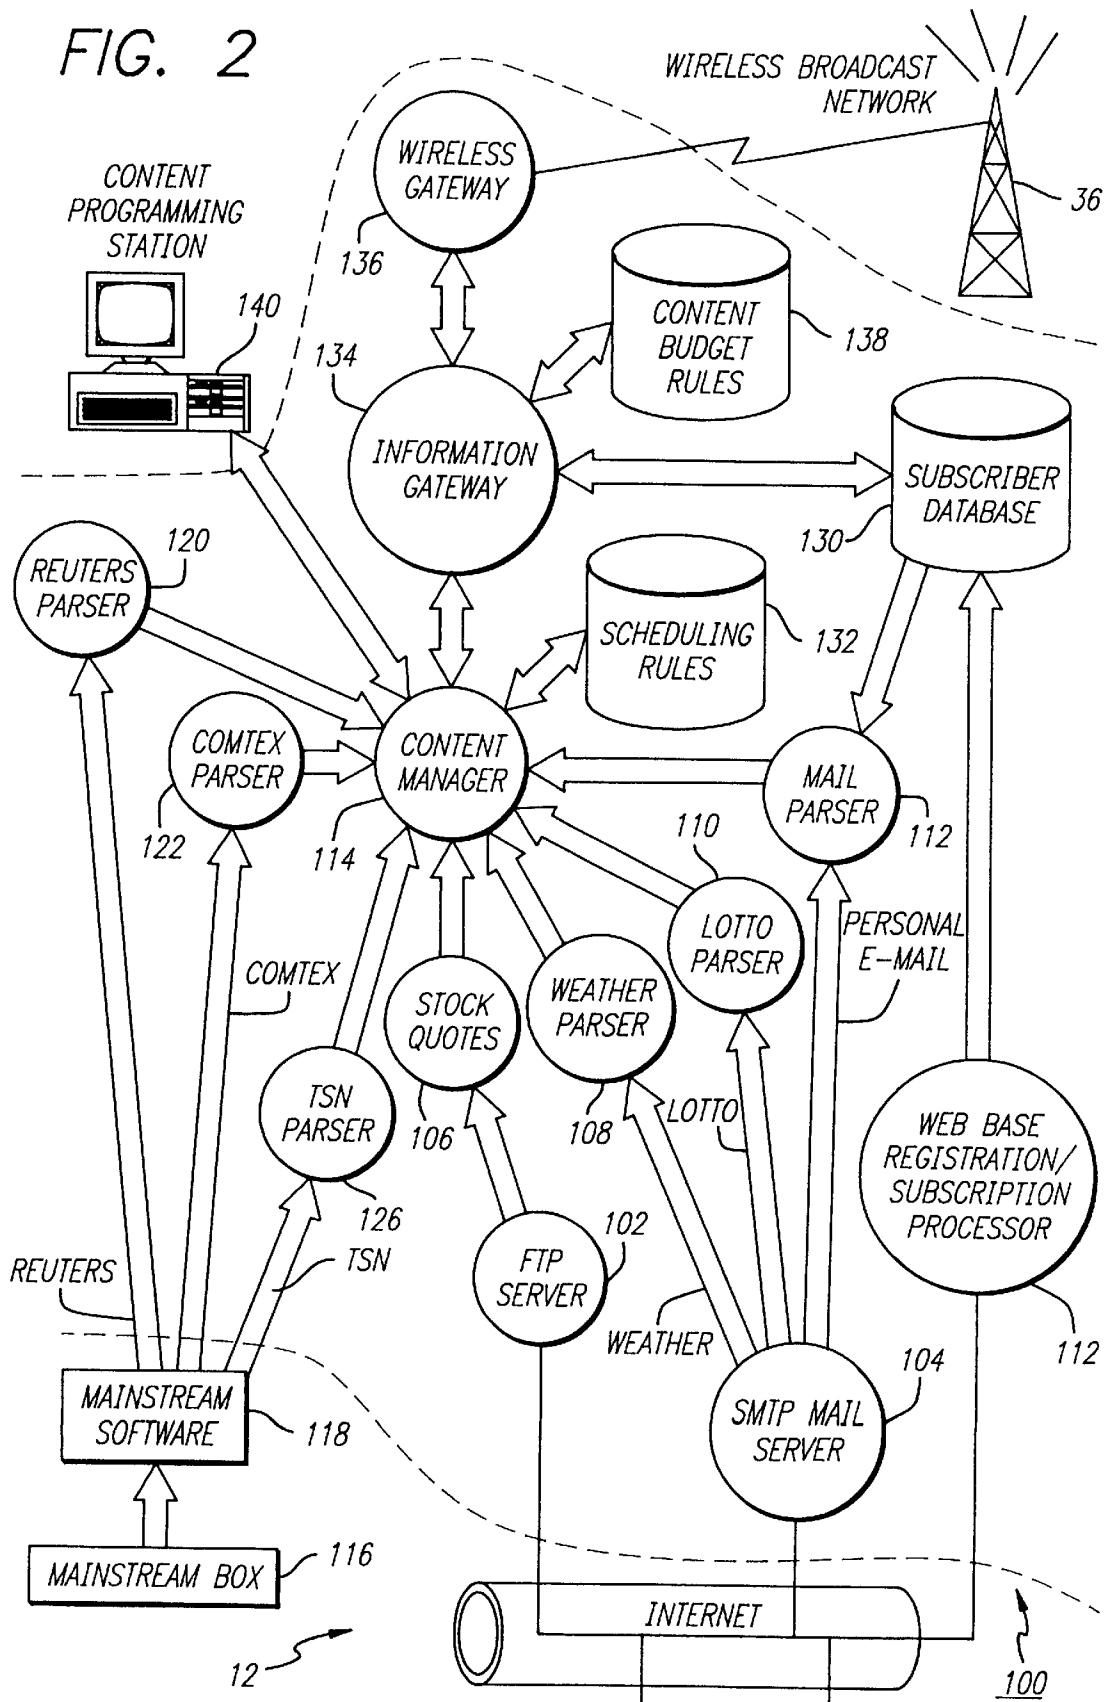 FIG. 2
WIRELESS BROADCAST
NETWORK
36
WIRELESS
GATEWAY
136
CONTENT
PROGRAMMING
STATION
140
CONTENT
BUDGET
RULES
138
134
INFORMATION
GATEWAY
SUBSCRIBER
DATABASE
130
120
REUTERS
PARSER
SCHEDULING
RULES
132
COMTEX
PARSER
122
CONTENT
MANAGER
114
MAIL
PARSER
112
110
LOTTO
PARSER
PERSONAL
E-MAIL
COMTEX
STOCK
QUOTES
106
WEATHER
PARSER
108
LOTTO
TSN
PARSER
126
WEB BASE
REGISTRATION/
SUBSCRIPTION
PROCESSOR
112
REUTERS
TSN
102
FTP
SERVER
WEATHER
104
SMTP MAIL
SERVER
MAINSTREAM
SOFTWARE
118
MAINSTREAM BOX
116
INTERNET
12
100